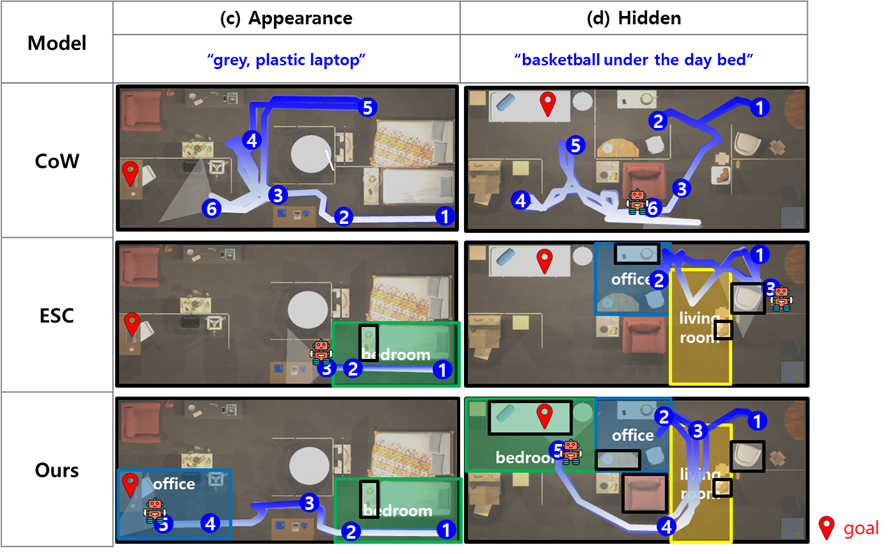 Model
(c) Appearance
(d) Hidden
“grey, plastic laptop”
“basketball under the day bed”
CoW
5
4
3
6
2
1
1
2
5
3
4
6
ESC
bedroom
3
2
1
office
living
room
1
2
3
Ours
office
bedroom
5
4
3
2
1
bedroom
office
living
room
1
2
3
5
4
goal